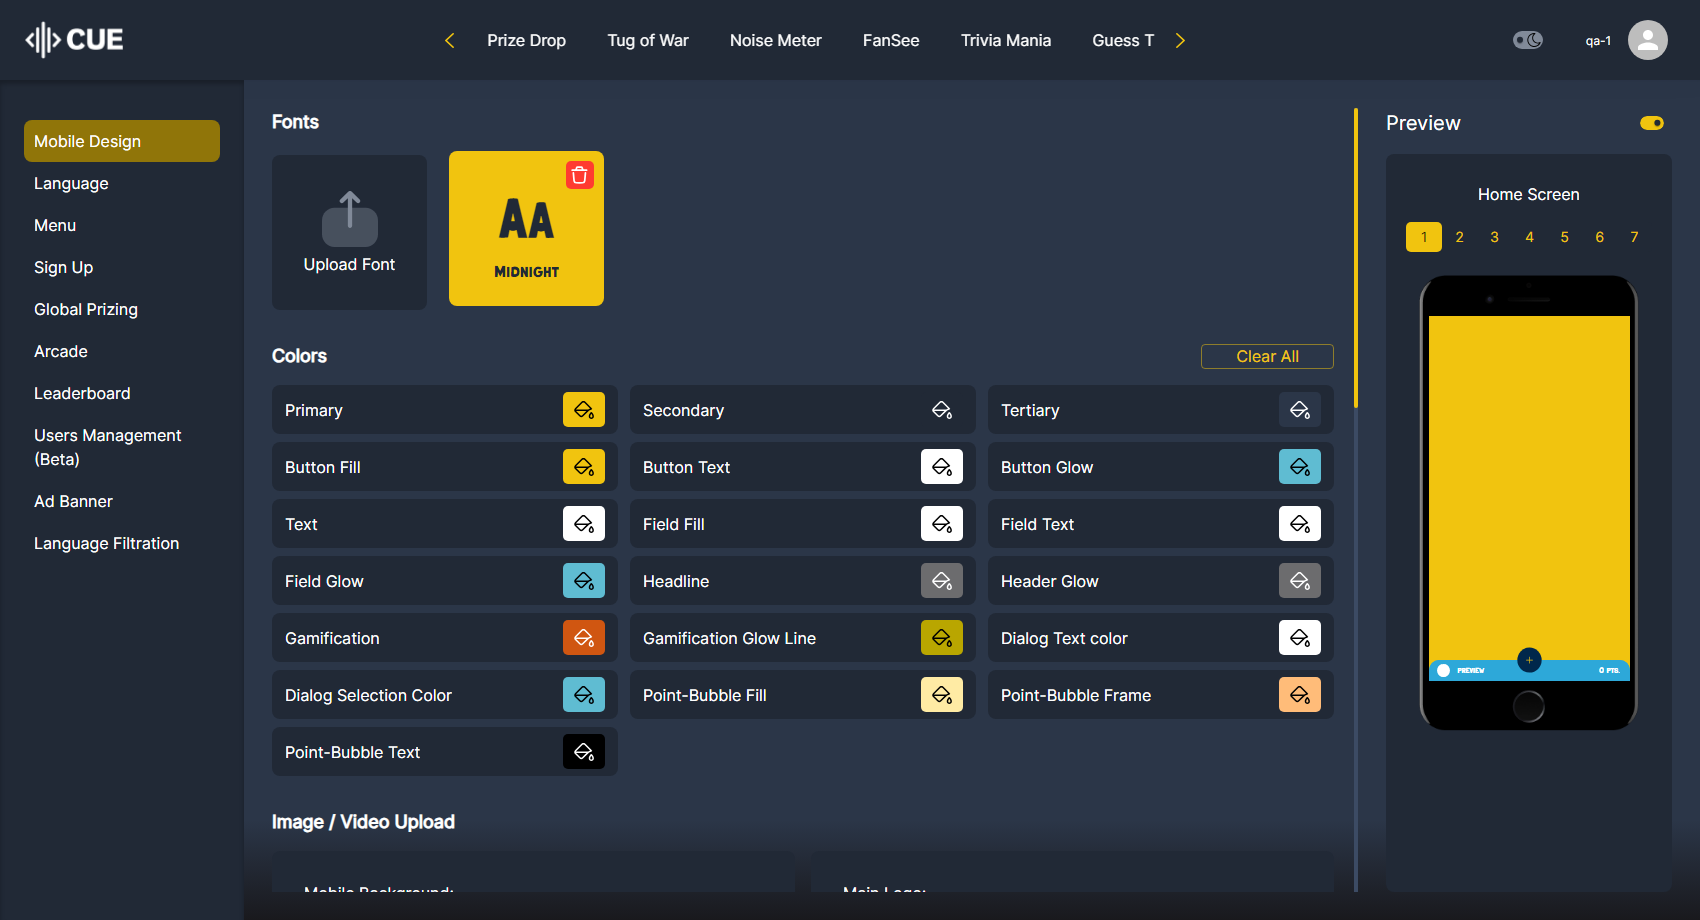 CUE
Prize Drop
Tug of War
Noise Meter
FanSee
Trivia Mania
Guess T
qa-1
Mobile Design
Language
Menu
Sign Up
Global Prizing
Arcade
Leaderboard
Users Management
(Beta)
Ad Banner
Language Filtration
Fonts
Upload Font
AA
MIDNIGHT
Colors
Clear All
Primary
Secondary
Tertiary
Button Fill
Button Text
Button Glow
Text
Field Fill
Field Text
Field Glow
Headline
Header Glow
Gamification
Gamification Glow Line
Dialog Text color
Dialog Selection Color
Point-Bubble Fill
Point-Bubble Frame
Point-Bubble Text
Image / Video Upload
Mobile Background:
Main Logo:
Preview
Home Screen
1 2 3 4 5 6 7
PREVIEW
0 PTS.